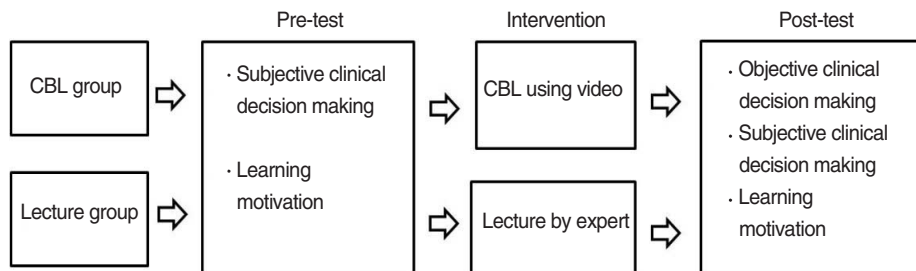 Pre-test
Intervention
Post-test
CBL group
· Subjective clinical
decision making
· Learning
motivation
CBL using video
· Objective clinical
decision making
· Subjective clinical
decision making
· Learning
motivation
Lecture group
Lecture by expert